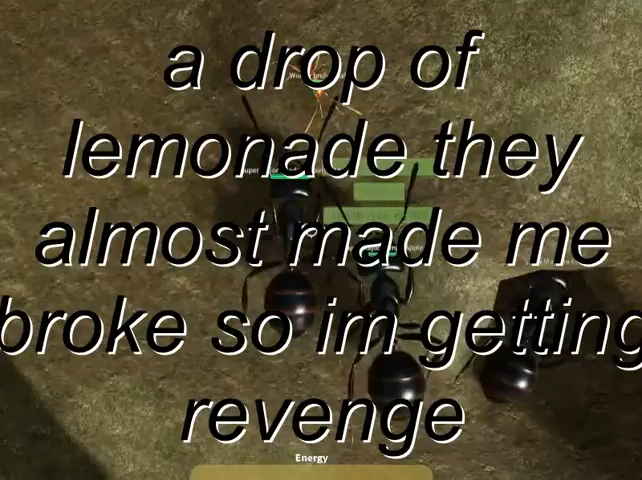 a drop of
lemonade they
almost made me
broke so im getting
revenge
Energy